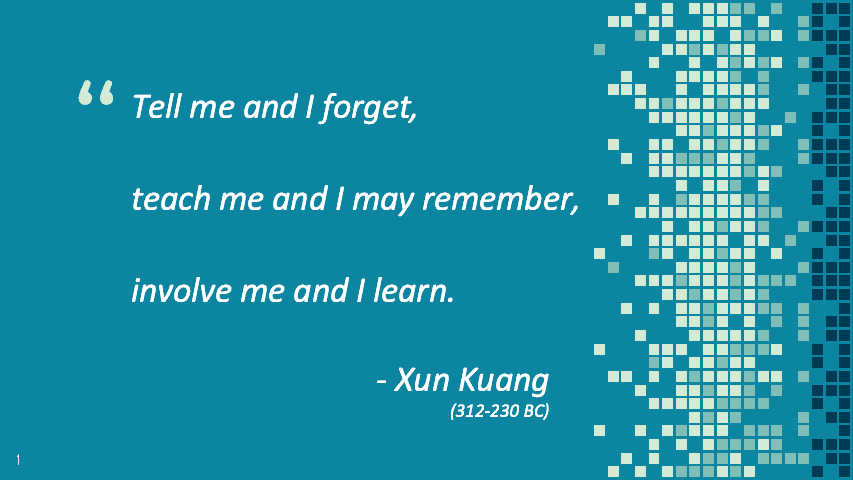 “ Tell me and I forget,
teach me and I may remember,
involve me and I learn.
- Xun Kuang
(312-230 BC)
1